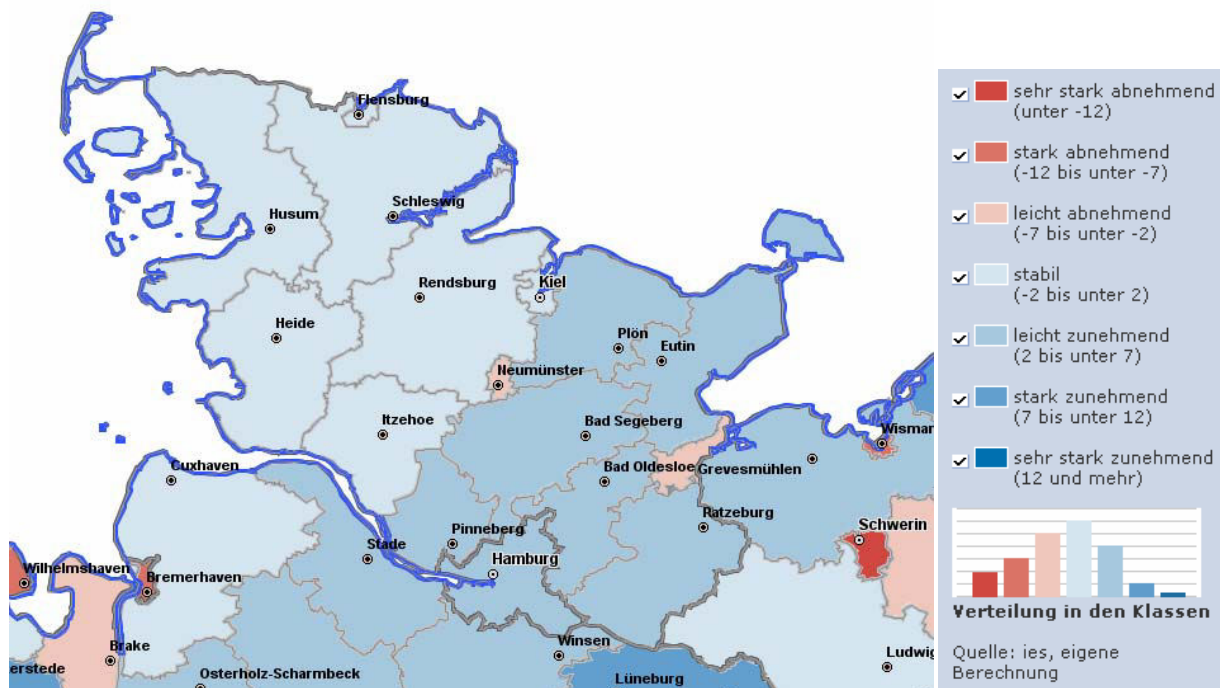 Flensburg
Schleswig
Husum
Rendsburg
Kiel
Heide
Plön
Eutin
Neumünster
Itzehoe
Bad Segeberg
Wismar
Cuxhaven
Bad Oldesloe
Grevesmühlen
Pinneberg
Ratzeburg
Schwerin
Stade
Hamburg
Wilhelmshaven
Bremerhaven
Brake
Winsen
Ludwig
erstede
Osterholz-Scharmbeck
Lüneburg
sehr stark abnehmend
(unter -12)
stark abnehmend
(-12 bis unter -7)
leicht abnehmend
(-7 bis unter -2)
stabil
(-2 bis unter 2)
leicht zunehmend
(2 bis unter 7)
stark zunehmend
(7 bis unter 12)
sehr stark zunehmend
(12 und mehr)
Verteilung in den Klassen
Quelle: ies, eigene
Berechnung